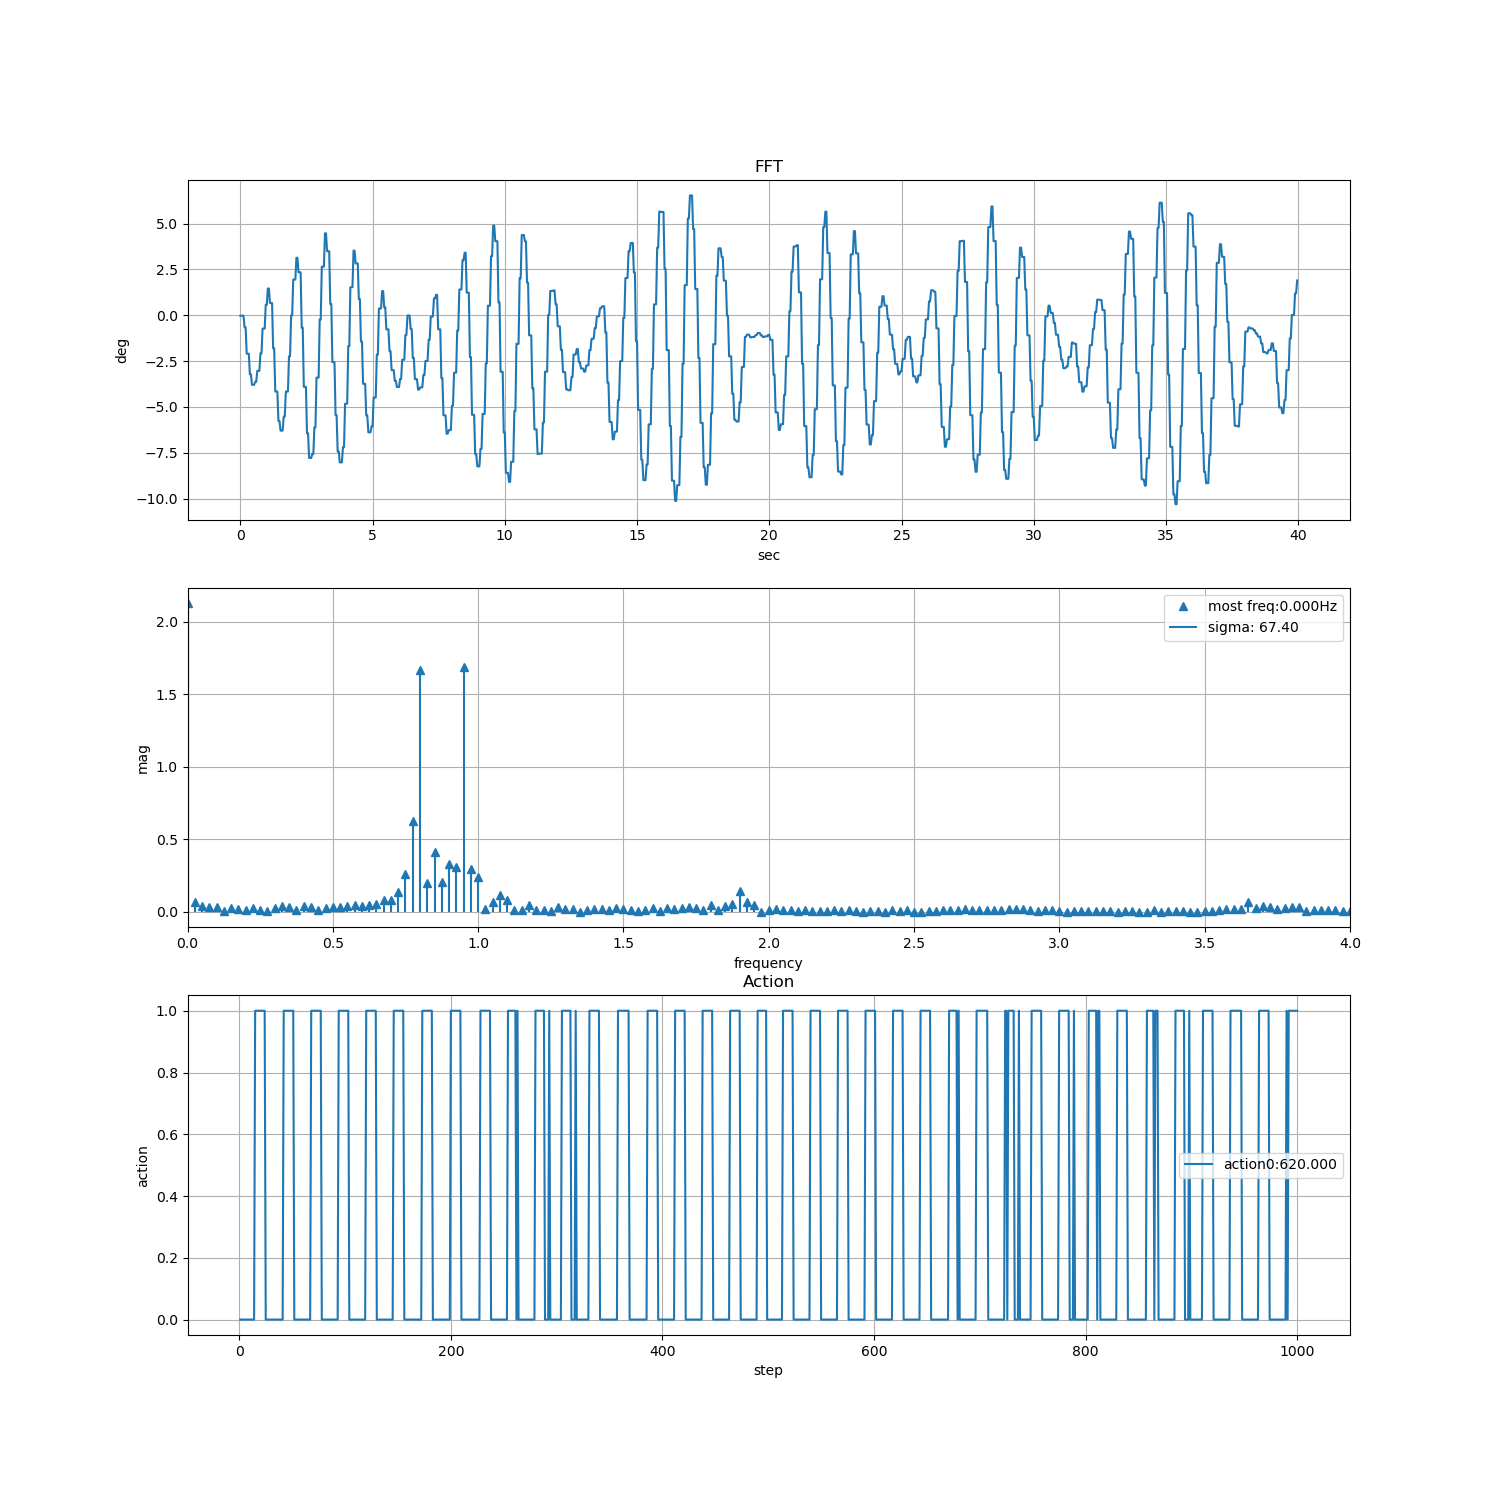 FFT
deg
5.0
2.5
0.0
−2.5
−5.0
−7.5
−10.0
0 5 10 15 20 25 30 35 40
sec
mag
2.0
1.5
1.0
0.5
0.0
most freq:0.000Hz
sigma: 67.40
0.0 0.5 1.0 1.5 2.0 2.5 3.0 3.5 4.0
frequency
Action
action
1.0
0.8
0.6
0.4
0.2
0.0
action0:620.000
0 200 400 600 800 1000
step